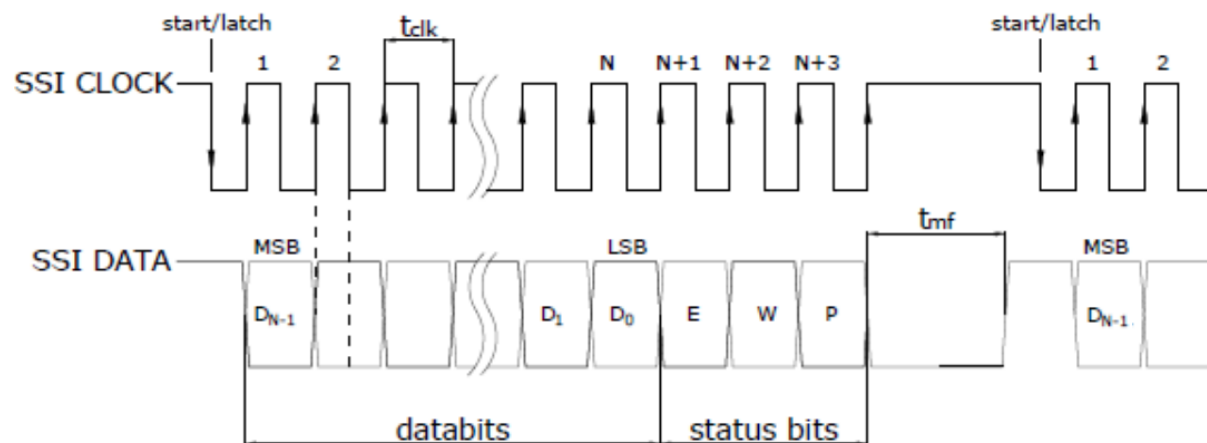 start/latch tclk start/latch
1 2 N N+1 N+2 N+3 1 2
SSI CLOCK
tmf
MSB LSB MSB
SSI DATA
DN-1 D1 D0 E W P DN-1
databits status bits